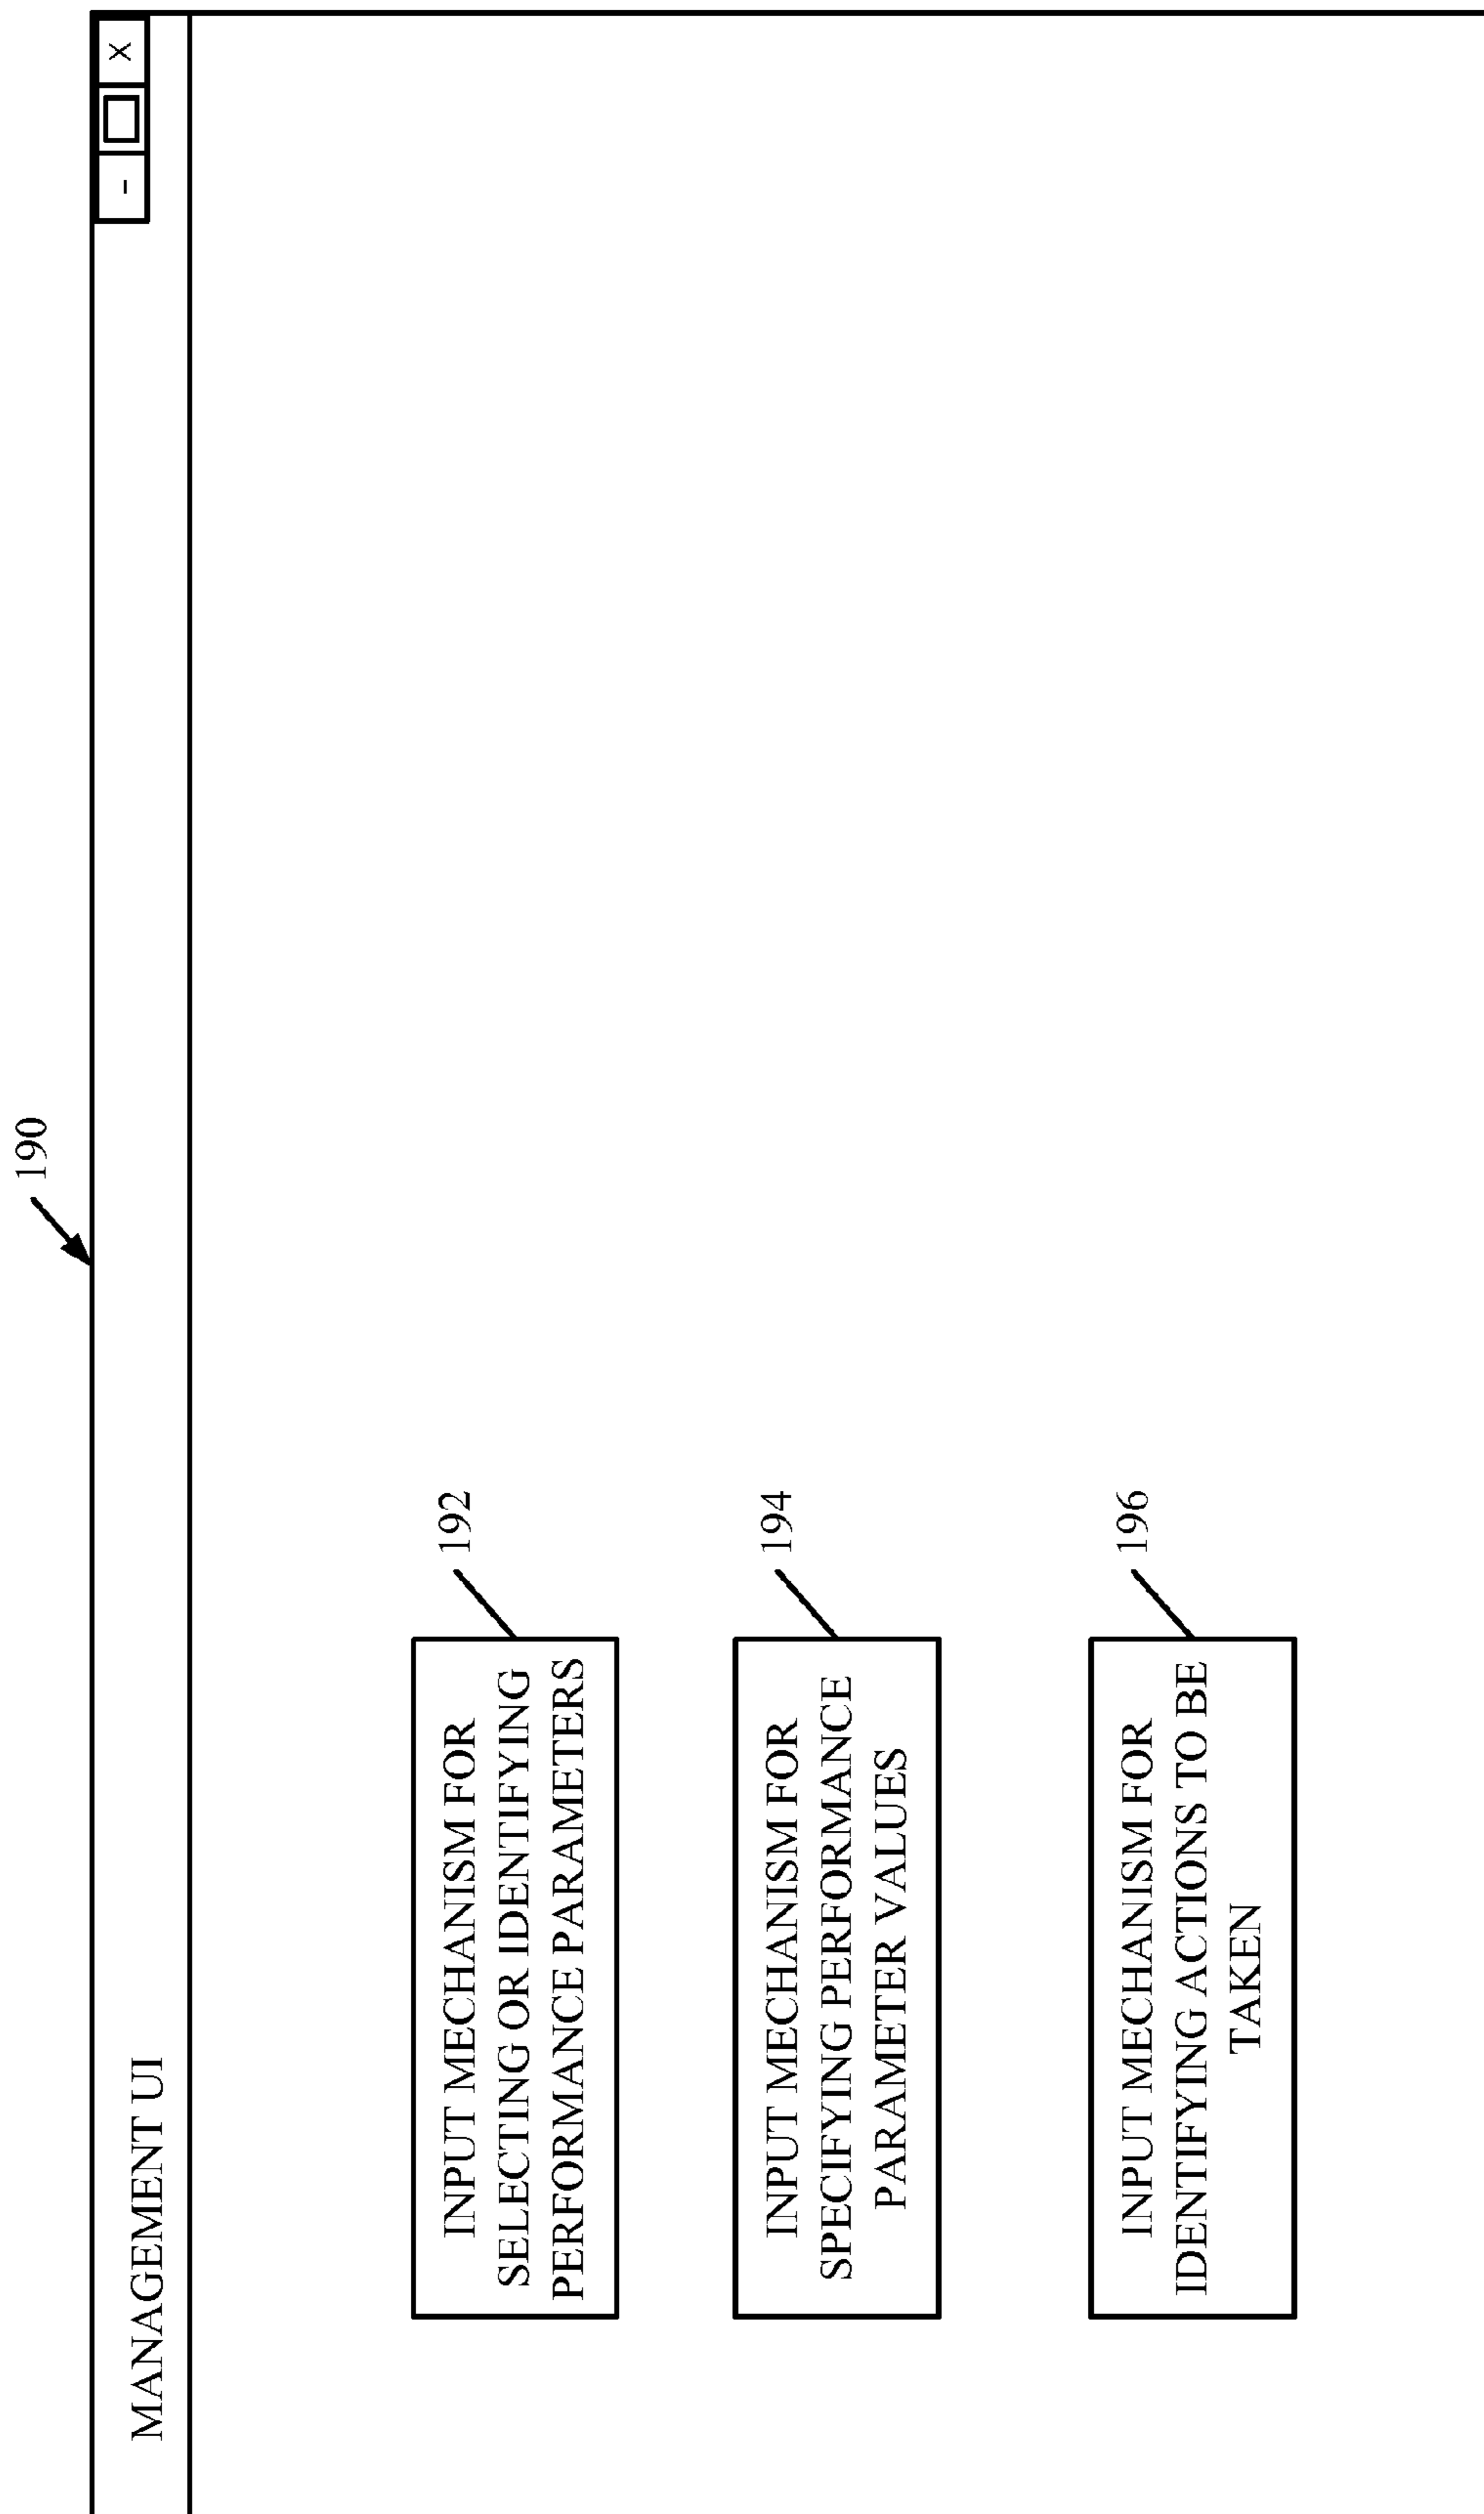 190
MANAGEMENT UI
- X
192
INPUT MECHANISM FOR
SELECTING OR IDENTIFYING
PERFORMANCE PARAMETERS
194
INPUT MECHANISM FOR
SPECIFYING PERFORMANCE
PARAMETER VALUES
196
INPUT MECHANISM FOR
IDENTIFYING ACTIONS TO BE
TAKEN